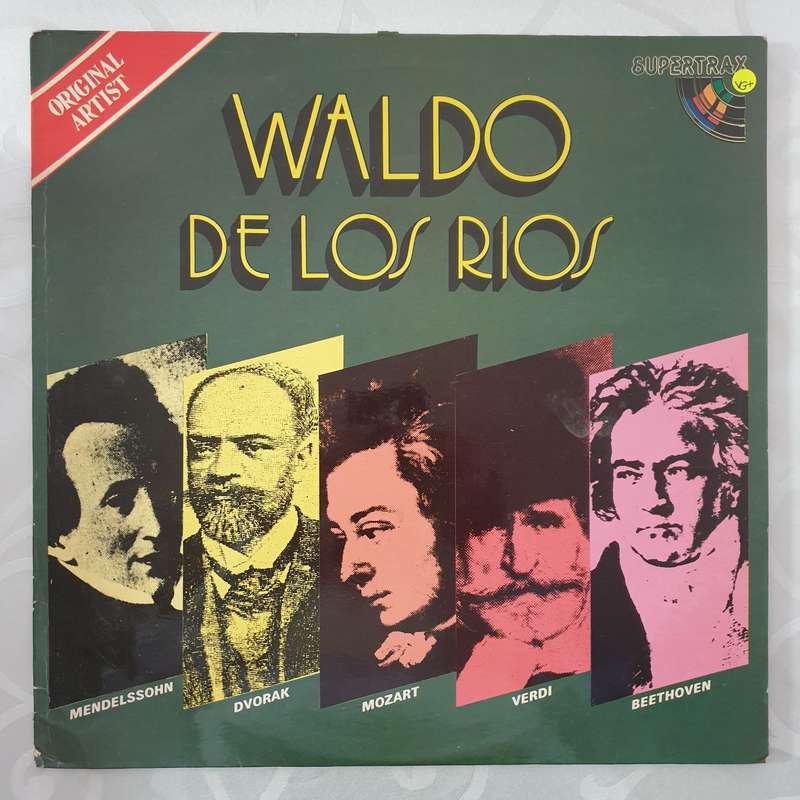 ORIGINAL
ARTIST
SUPERTRAX
VG+
WALDO
DE LOS RIOS
MENDELSSOHN
DVORAK
MOZART
VERDI
BEETHOVEN